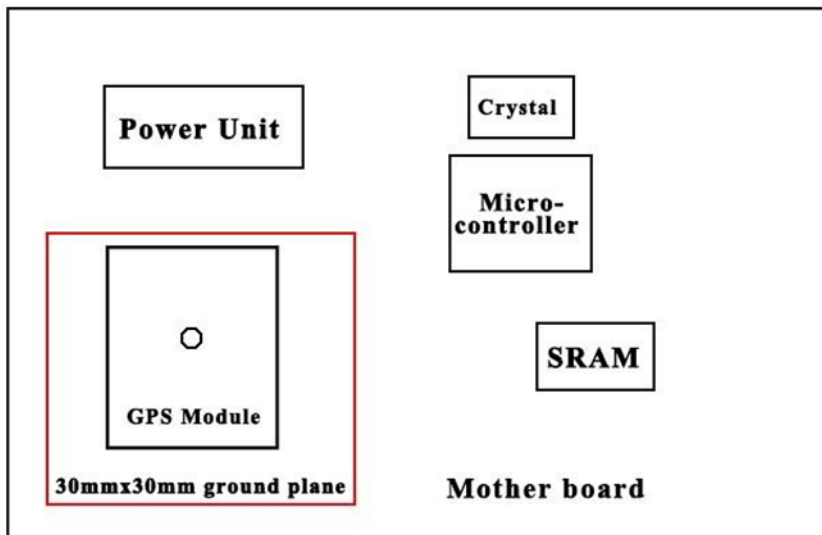 Power Unit
Crystal
Micro-
controller
SRAM
GPS Module
30mmx30mm ground plane
Mother board